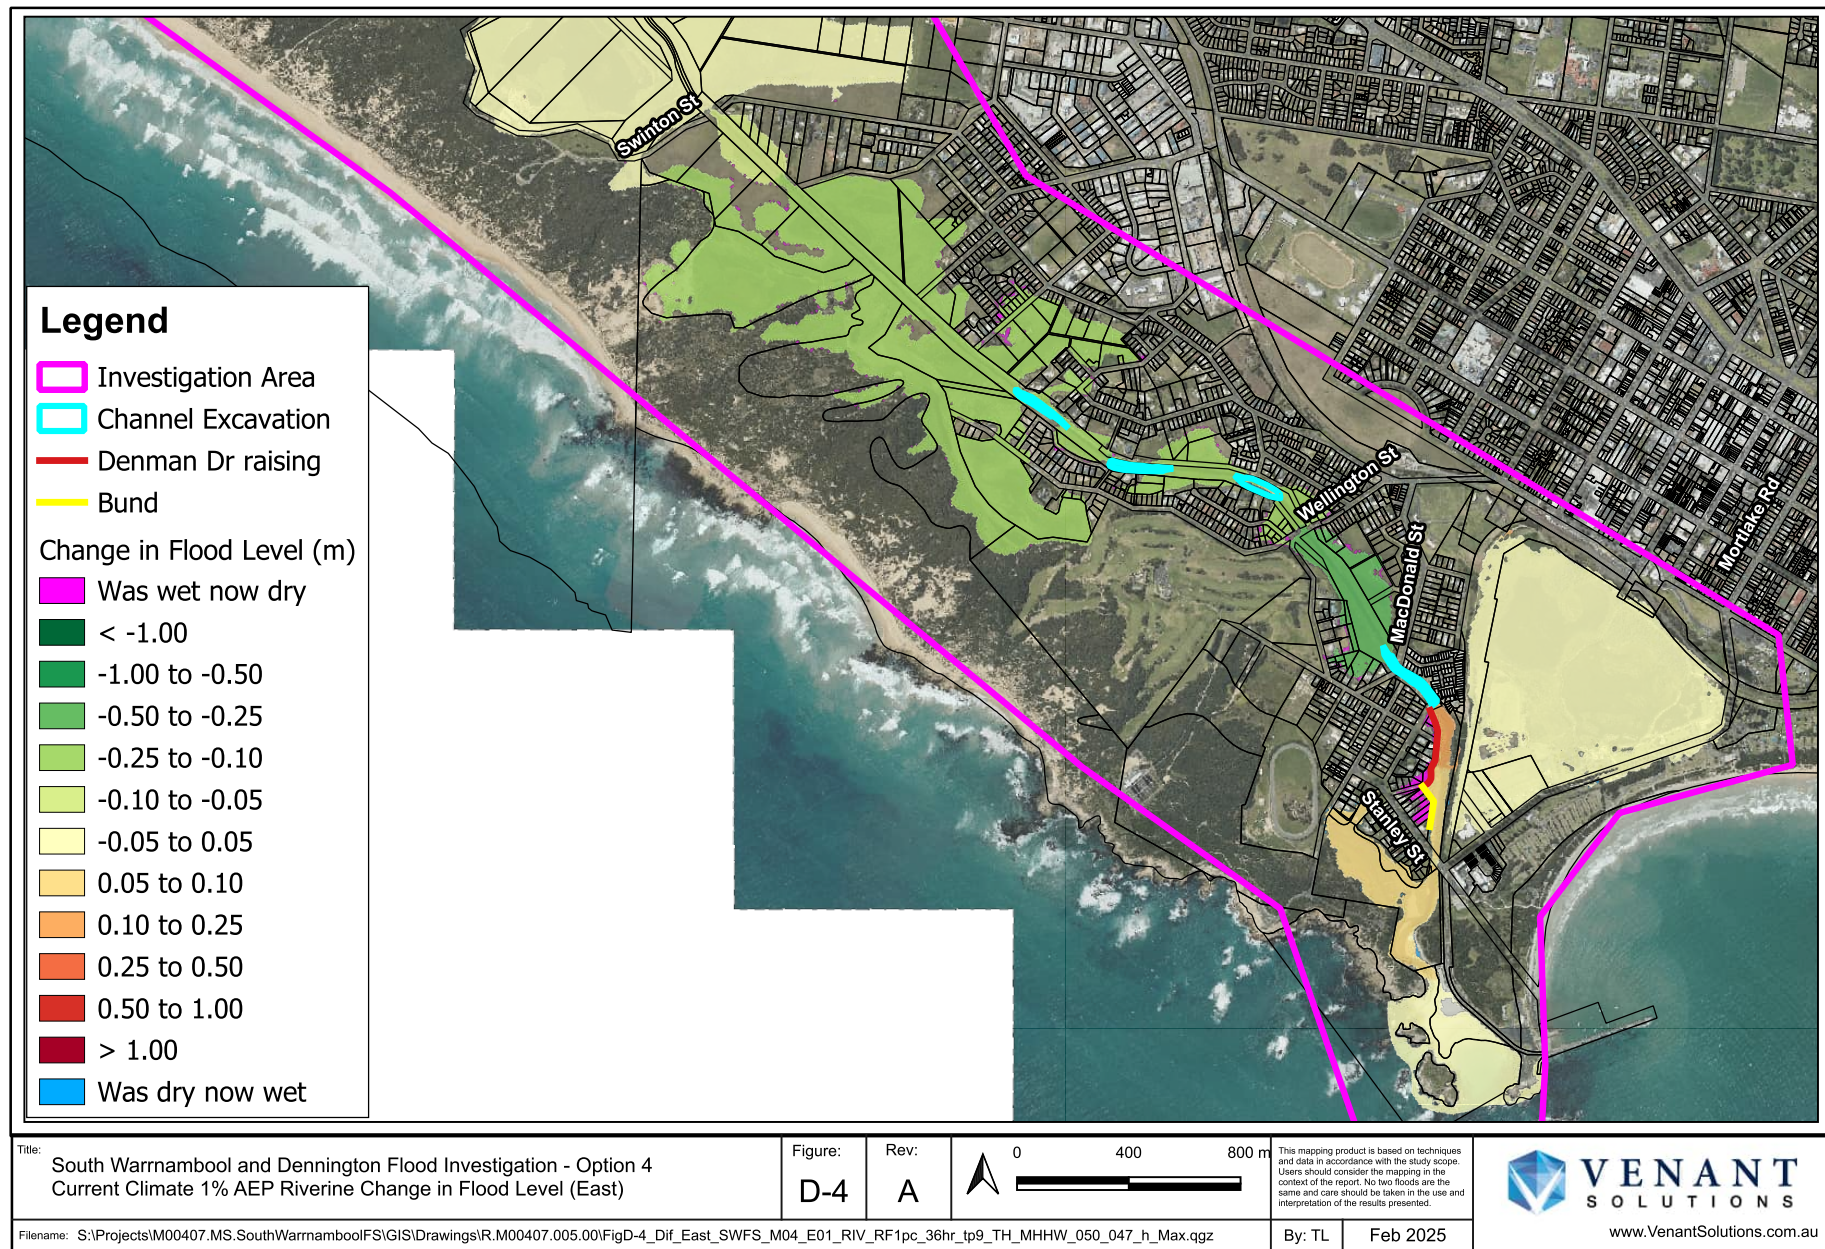 Swinton St
Wellington St
MacDonald St
Mortlake Rd
Stanley St
Legend
Investigation Area
Channel Excavation
Denman Dr raising
Bund
Change in Flood Level (m)
Was wet now dry
< -1.00
-1.00 to -0.50
-0.50 to -0.25
-0.25 to -0.10
-0.10 to -0.05
-0.05 to 0.05
0.05 to 0.10
0.10 to 0.25
0.25 to 0.50
0.50 to 1.00
> 1.00
Was dry now wet
Title:
South Warrnambool and Dennington Flood Investigation - Option 4
Current Climate 1% AEP Riverine Change in Flood Level (East)
Figure:
D-4
Rev:
A
0 400 800 m
This mapping product is based on techniques
and data in accordance with the study scope.
Users should consider the mapping in the
context of the report. No two floods are the
same and care should be taken in the use and
interpretation of the results presented.
VENANT
SOLUTIONS
www.VenantSolutions.com.au
Filename: S:\Projects\M00407.MS.SouthWarrnamboolFS\GIS\Drawings\R.M00407.005.00\FigD-4_Dif_East_SWFS_M04_E01_RIV_RF1pc_36hr_tp9_TH_MHHW_050_047_h_Max.qgz
By: TL
Feb 2025